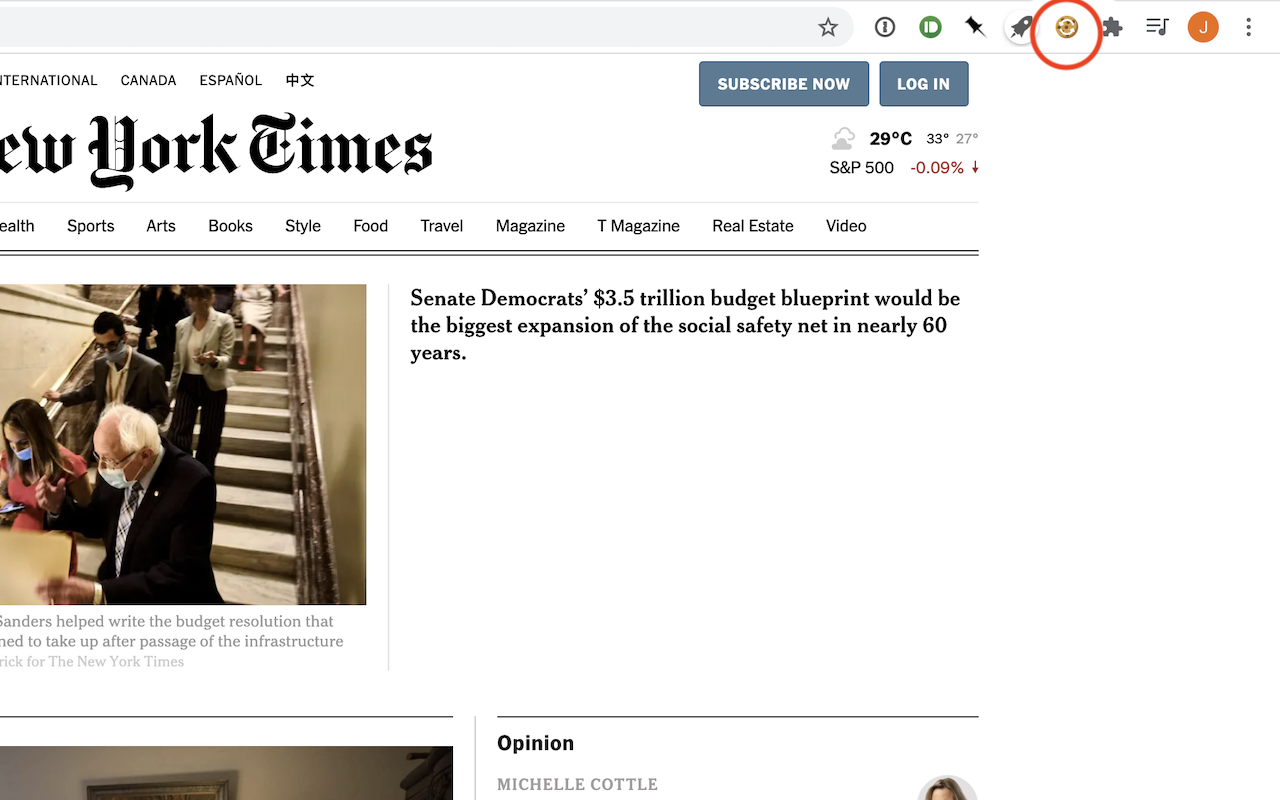 J
NTERNATIONAL CANADA ESPAÑOL 中文
SUBSCRIBE NOW LOG IN
ew York Times
29°C 33° 27°
S&P 500 -0.09% ↓
ealth Sports Arts Books Style Food Travel Magazine T Magazine Real Estate Video
Senate Democrats’ $3.5 trillion budget blueprint would be
the biggest expansion of the social safety net in nearly 60
years.
Sanders helped write the budget resolution that
ned to take up after passage of the infrastructure
rick for The New York Times
Opinion
MICHELLE COTTLE